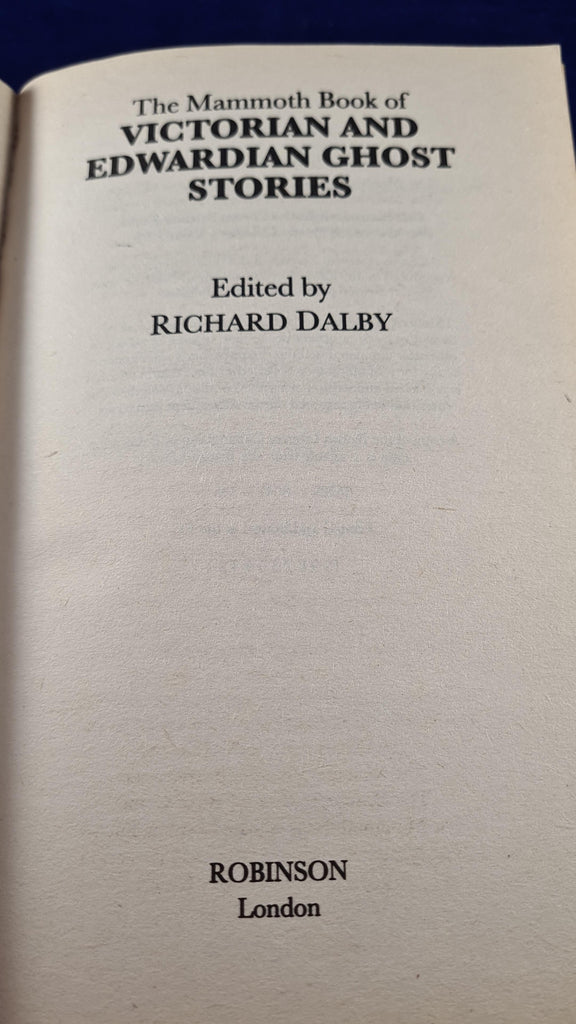 The Mammoth Book of
VICTORIAN AND
EDWARDIAN GHOST
STORIES
Edited by
RICHARD DALBY
ROBINSON
London